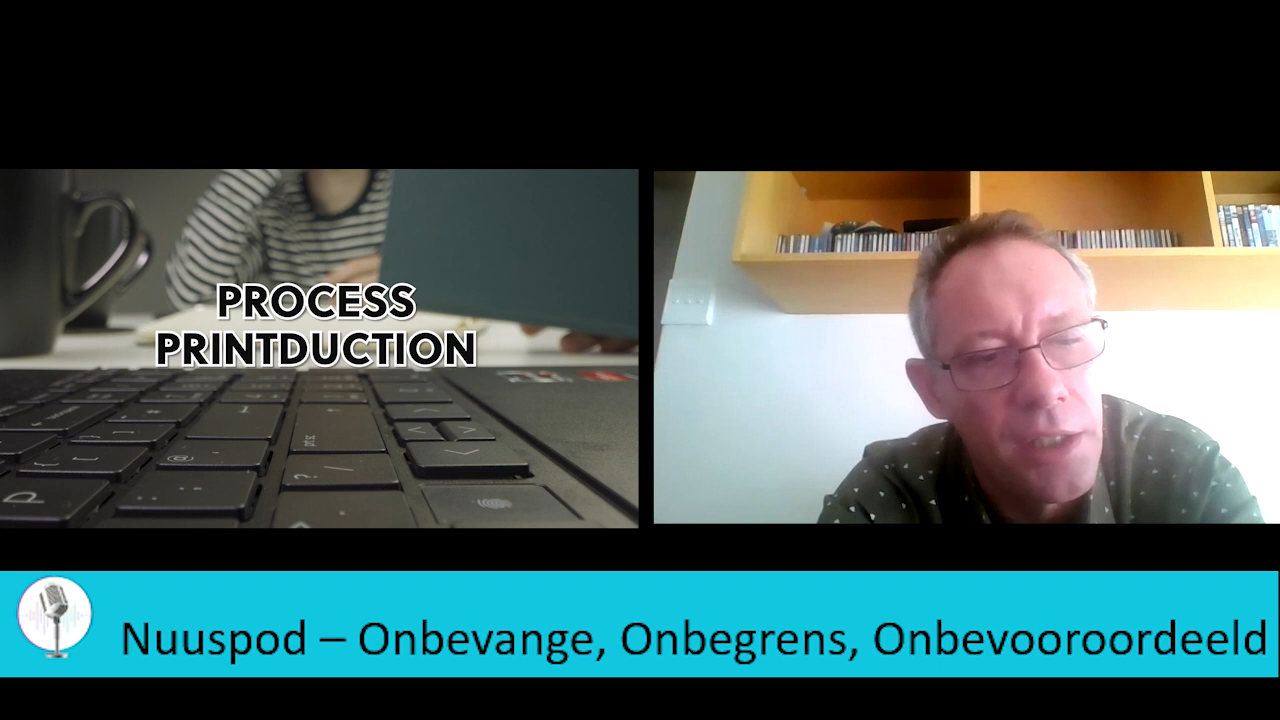 PROCESS
PRINTDUCTION
Nuuspod – Onbevange, Onbegrens, Onbevooroordeeld